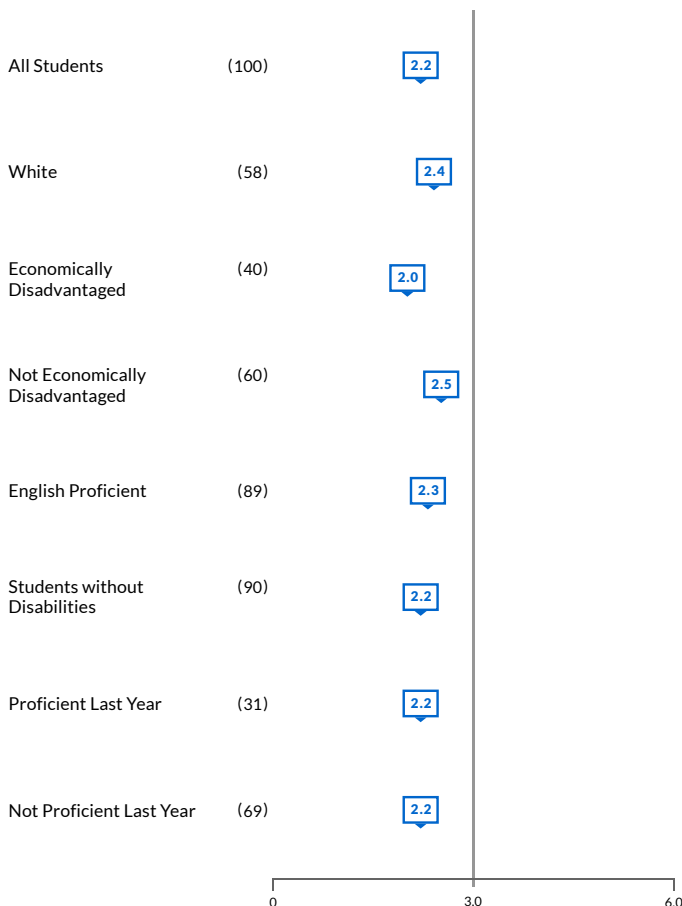 All Students (100) 2.2
White (58) 2.4
Economically (40) 2.0
Disadvantaged
Not Economically (60) 2.5
Disadvantaged
English Proficient (89) 2.3
Students without (90) 2.2
Disabilities
Proficient Last Year (31) 2.2
Not Proficient Last Year (69) 2.2
0 3.0 6.0